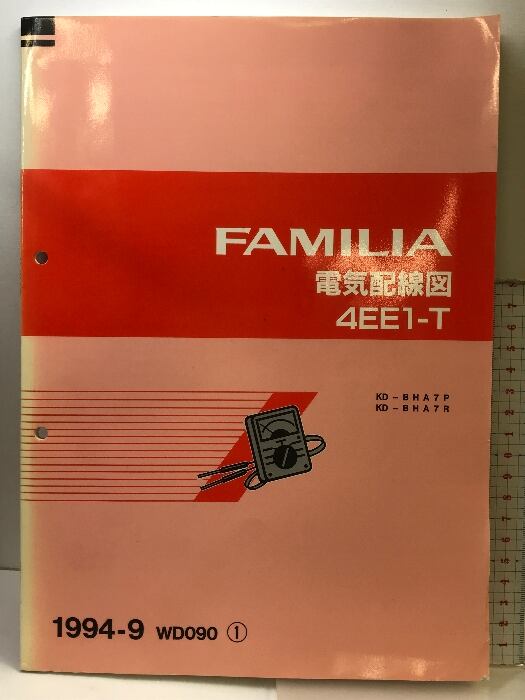 FAMILIA
電気配線図
4EE1-T
KD-BHA7P
KD-BHA7R
1994-9 WD090 ①